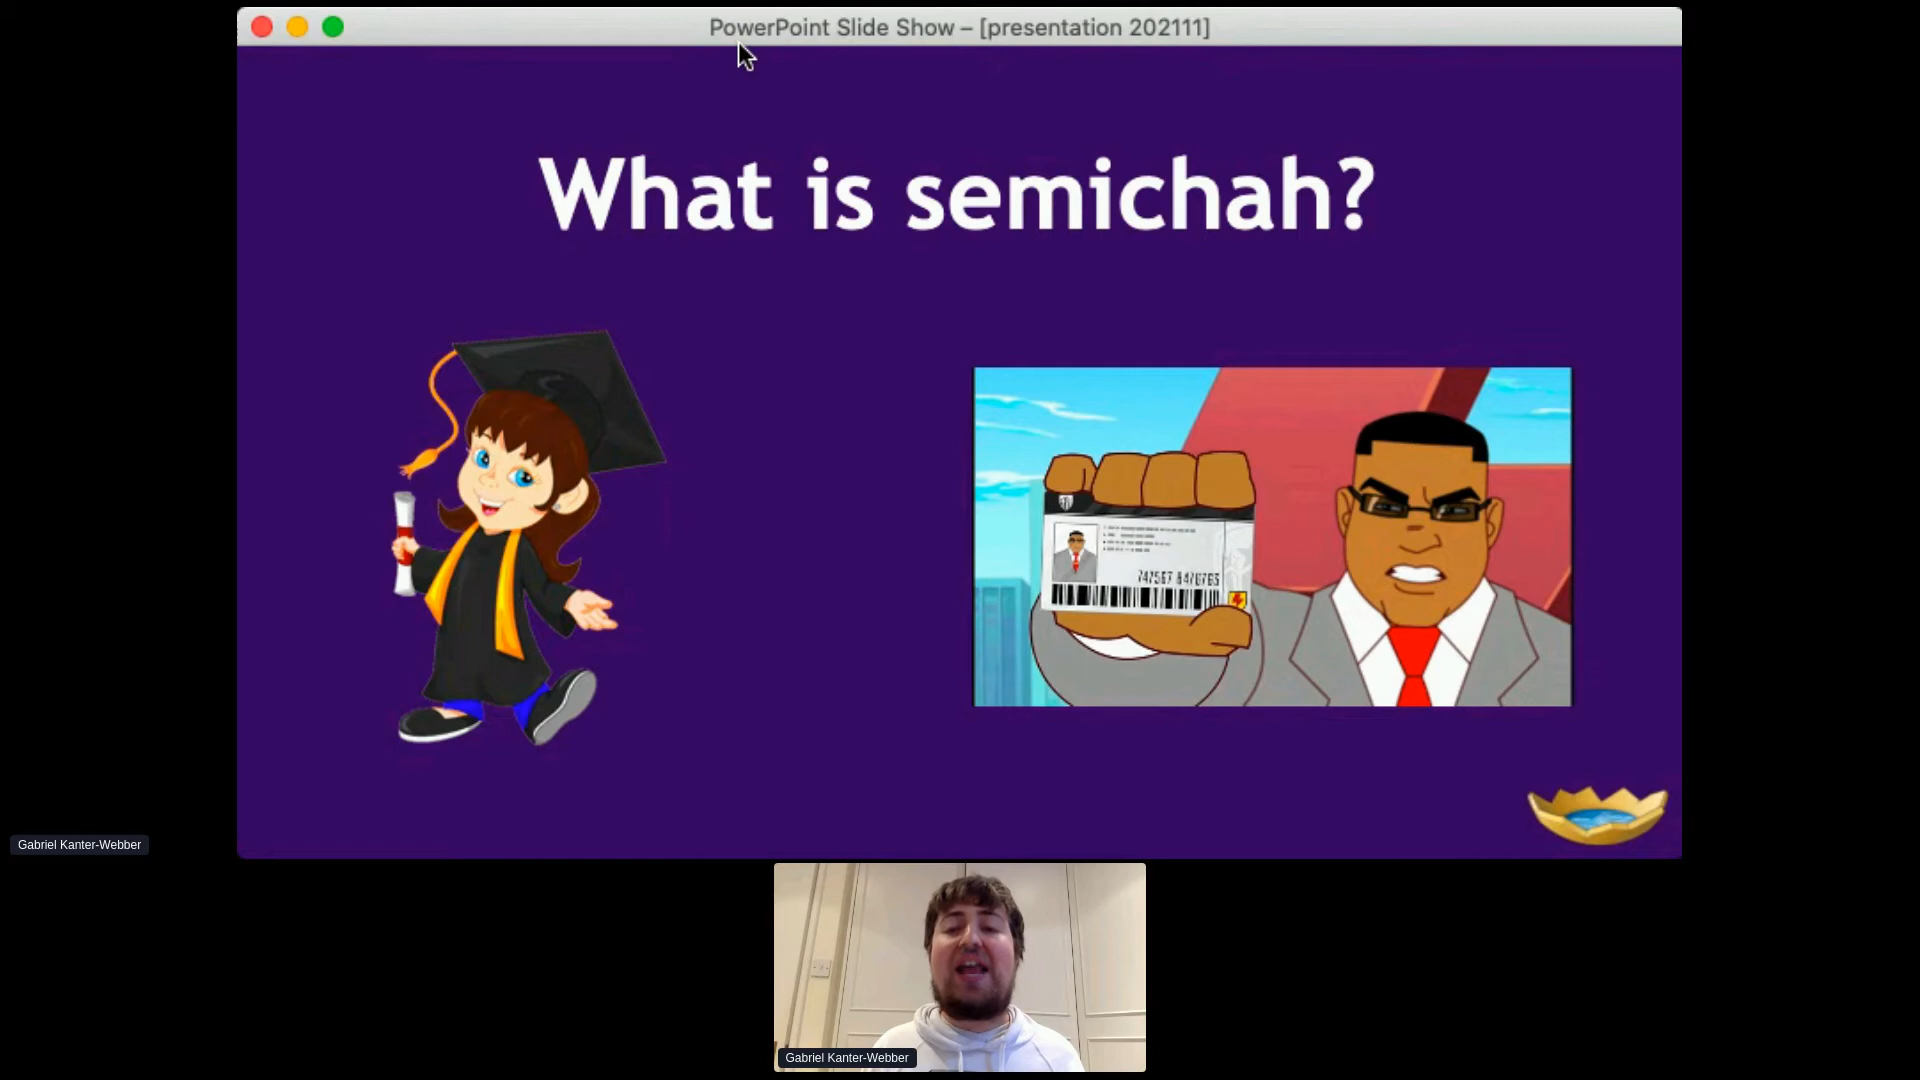 PowerPoint Slide Show – [presentation 202111]
What is semichah?
Gabriel Kanter-Webber
Gabriel Kanter-Webber